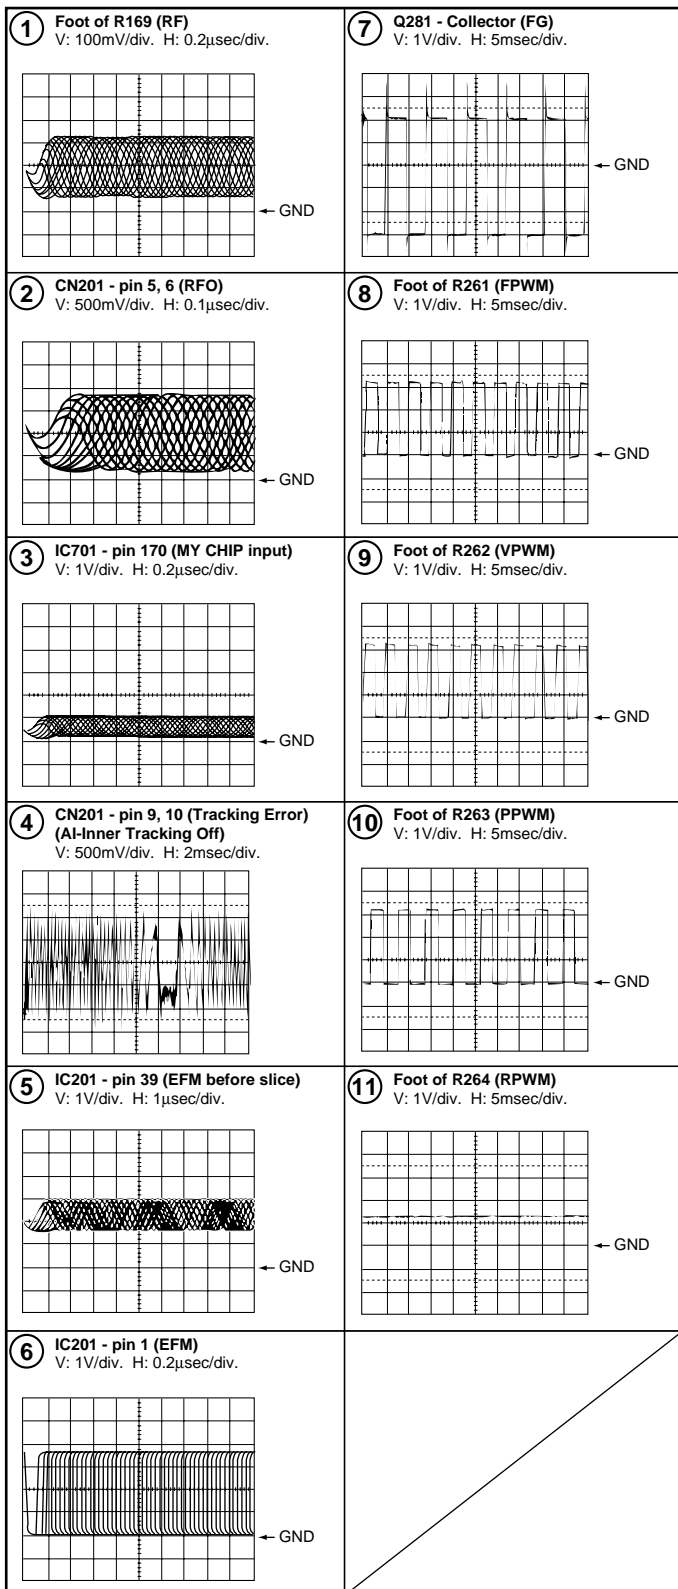 1 Foot of R169 (RF)
V: 100mV/div. H: 0.2µsec/div.
GND
2 CN201 - pin 5, 6 (RFO)
V: 500mV/div. H: 0.1µsec/div.
GND
3 IC701 - pin 170 (MY CHIP input)
V: 1V/div. H: 0.2µsec/div.
GND
4 CN201 - pin 9, 10 (Tracking Error)
(AI-Inner Tracking Off)
V: 500mV/div. H: 2msec/div.
5 IC201 - pin 39 (EFM before slice)
V: 1V/div. H: 1µsec/div.
GND
6 IC201 - pin 1 (EFM)
V: 1V/div. H: 0.2µsec/div.
GND
7 Q281 - Collector (FG)
V: 1V/div. H: 5msec/div.
GND
8 Foot of R261 (FPWM)
V: 1V/div. H: 5msec/div.
GND
9 Foot of R262 (VPWM)
V: 1V/div. H: 5msec/div.
GND
10 Foot of R263 (PPWM)
V: 1V/div. H: 5msec/div.
GND
11 Foot of R264 (RPWM)
V: 1V/div. H: 5msec/div.
GND